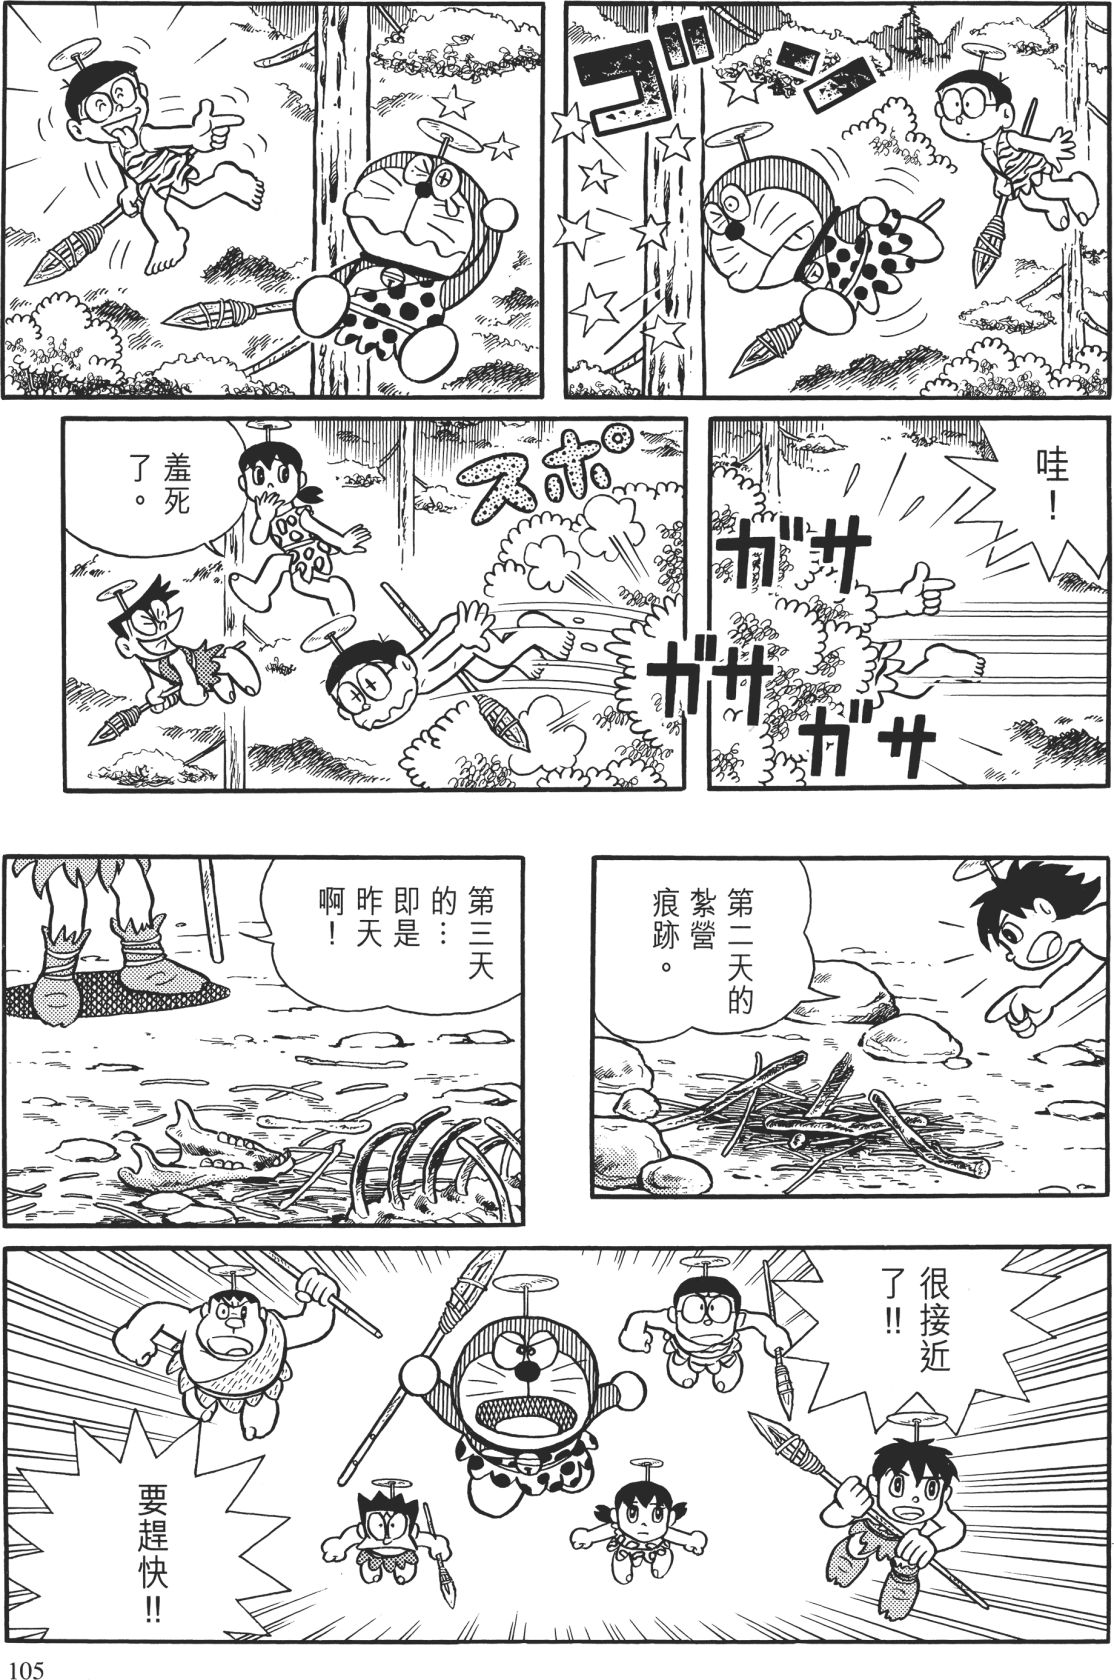 ゴツーン
哇！
ガサ
ガサ
ガサ
スポ
羞死
了。
第二天的
紮營
痕跡。
第三天
的…
即是
昨天
啊！
很接近
了!!
要趕快!!
105